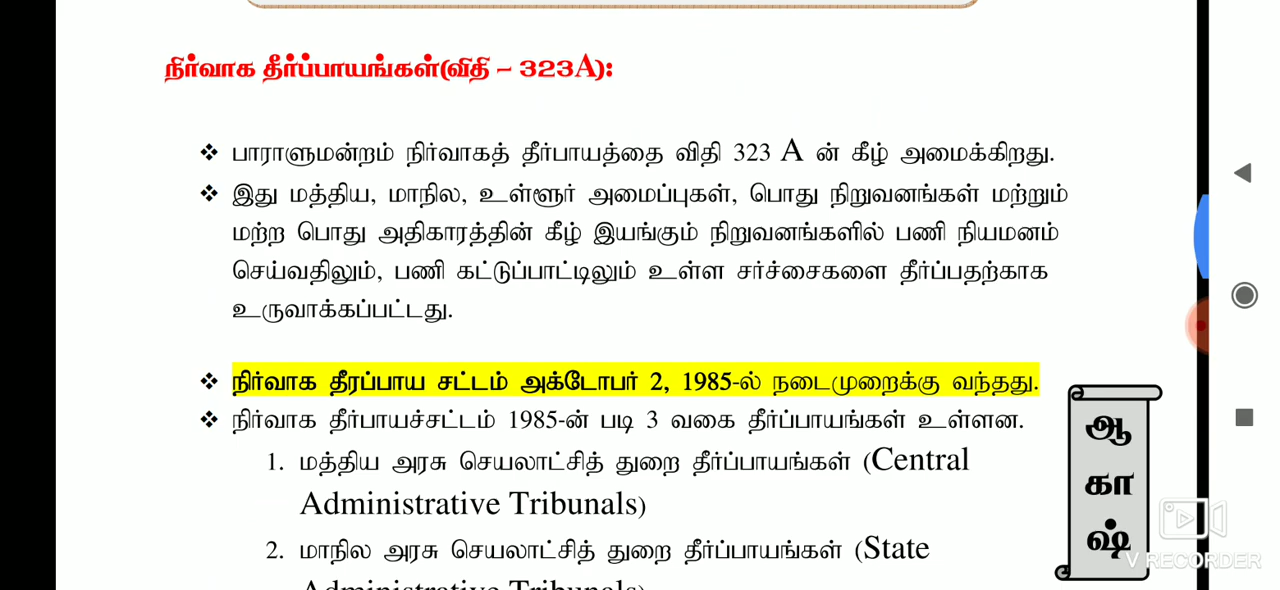 நிர்வாக தீர்ப்பாயங்கள்(விதி – 323A):
❖ பாராளுமன்றம் நிர்வாகத் தீர்பாயத்தை விதி 323 A ன் கீழ் அமைக்கிறது.
❖ இது மத்திய, மாநில, உள்ளூர் அமைப்புகள், பொது நிறுவனங்கள் மற்றும்
மற்ற பொது அதிகாரத்தின் கீழ் இயங்கும் நிறுவனங்களில் பணி நியமனம்
செய்வதிலும், பணி கட்டுப்பாட்டிலும் உள்ள சர்ச்சைகளை தீர்ப்பதற்காக
உருவாக்கப்பட்டது.
❖ நிர்வாக தீரப்பாய சட்டம் அக்டோபர் 2, 1985-ல் நடைமுறைக்கு வந்தது.
❖ நிர்வாக தீர்பாயச்சட்டம் 1985-ன் படி 3 வகை தீர்ப்பாயங்கள் உள்ளன.
1. மத்திய அரசு செயலாட்சித் துறை தீர்ப்பாயங்கள் (Central
Administrative Tribunals)
2. மாநில அரசு செயலாட்சித் துறை தீர்ப்பாயங்கள் (State
Administrative Tribunals)
ஆ
கா
ஷ்
V RECORDER